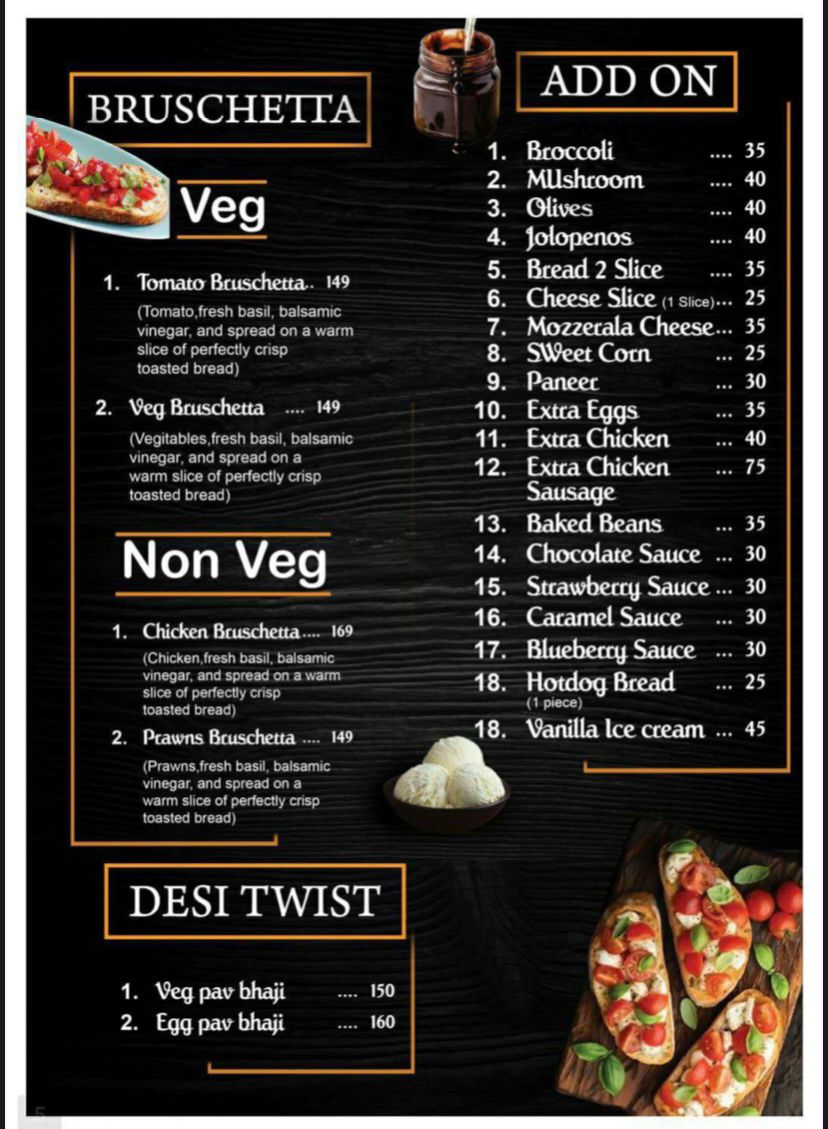 BRUSCHETTA
Veg
1. Tomato Bruschetta.. 149
(Tomato,fresh basil, balsamic
vinegar, and spread on a warm
slice of perfectly crisp
toasted bread)
2. Veg Bruschetta .... 149
(Vegitables,fresh basil, balsamic
vinegar, and spread on a
warm slice of perfectly crisp
toasted bread)
Non Veg
1. Chicken Bruschetta.... 169
(Chicken,fresh basil, balsamic
vinegar, and spread on a warm
slice of perfectly crisp
toasted bread)
2. Prawns Bruschetta .... 149
(Prawns,fresh basil, balsamic
vinegar, and spread on a
warm slice of perfectly crisp
toasted bread)
DESI TWIST
1. Veg pav bhaji .... 150
2. Egg pav bhaji .... 160
ADD ON
1. Broccoli .... 35
2. MUshroom .... 40
3. Olives .... 40
4. Jolopenos .... 40
5. Bread 2 Slice .... 35
6. Cheese Slice (1 Slice)... 25
7. Mozzerala Cheese... 35
8. SWeet Corn ... 25
9. Paneer ... 30
10. Extra Eggs ... 35
11. Extra Chicken ... 40
12. Extra Chicken ... 75
Sausage
13. Baked Beans ... 35
14. Chocolate Sauce ... 30
15. Strawberry Sauce ... 30
16. Caramel Sauce ... 30
17. Blueberry Sauce ... 30
18. Hotdog Bread ... 25
(1 piece)
18. Vanilla Ice cream ... 45
5